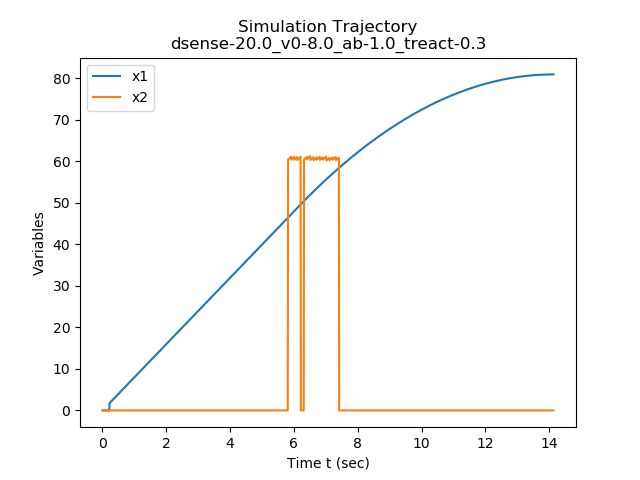 Simulation Trajectory
dsense-20.0_v0-8.0_ab-1.0_treact-0.3
x1
x2
80
70
60
50
40
30
20
10
0
Variables
0 2 4 6 8 10 12 14
Time t (sec)